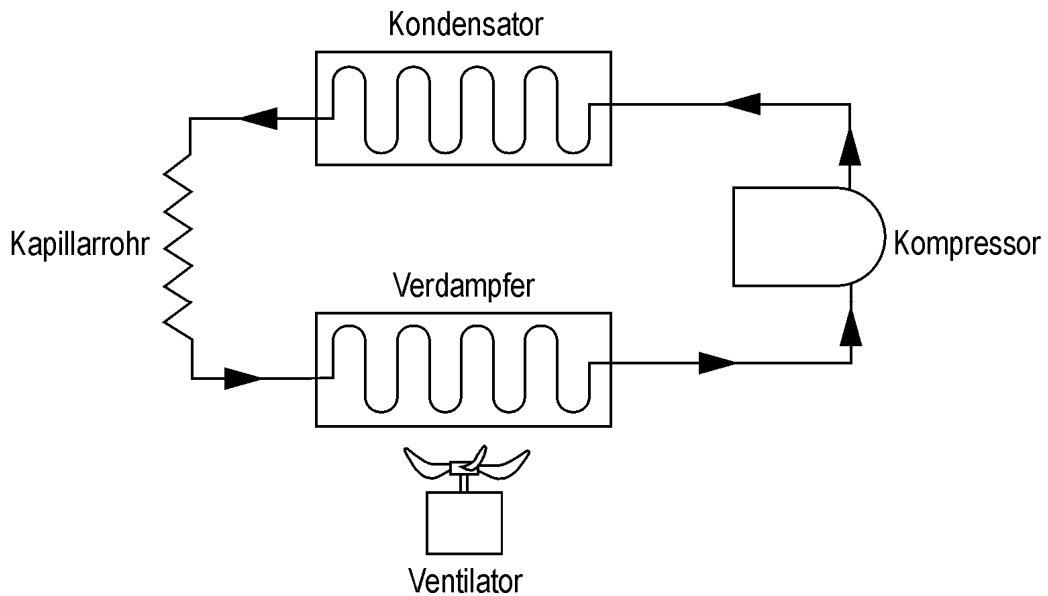 Kondensator
Kapillarrohr
Kompressor
Verdampfer
Ventilator